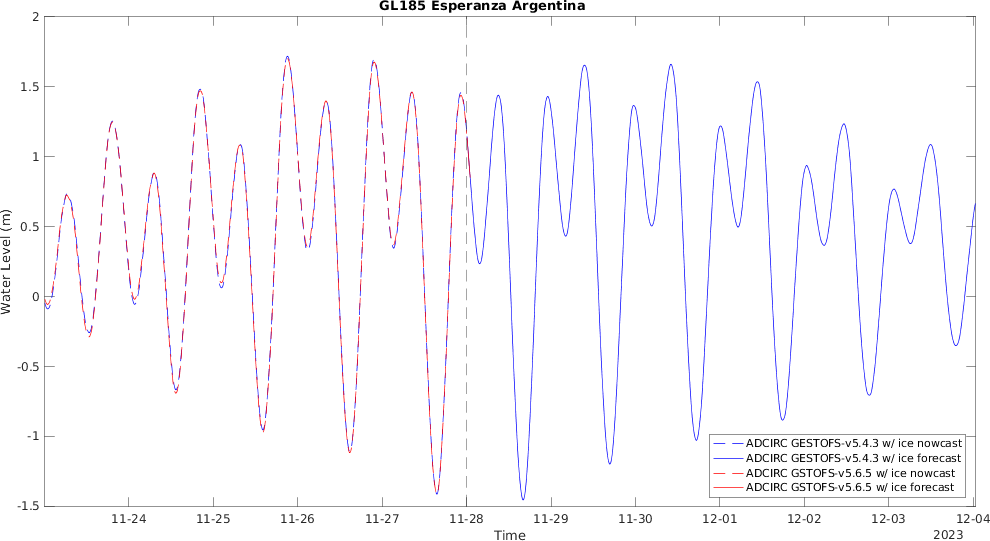 GL185 Esperanza Argentina
2
1.5
1
0.5
0
-0.5
-1
-1.5
Water Level (m)
ADCIRC GESTOFS-v5.4.3 w/ ice nowcast
ADCIRC GESTOFS-v5.4.3 w/ ice forecast
ADCIRC GSTOFS-v5.6.5 w/ ice nowcast
ADCIRC GSTOFS-v5.6.5 w/ ice forecast
11-24 11-25 11-26 11-27 11-28 11-29 11-30 12-01 12-02 12-03 12-04
Time
2023